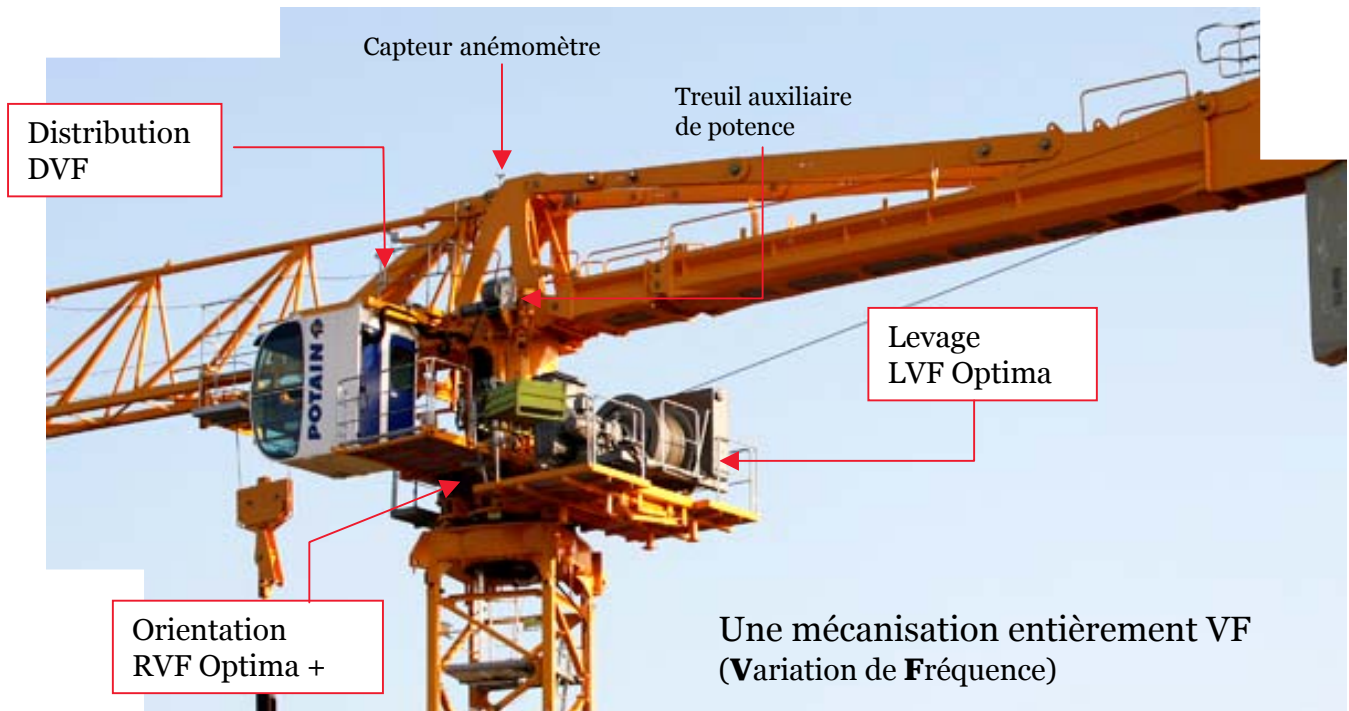 Capteur anémomètre
Treuil auxiliaire
de potence
Distribution
DVF
Levage
LVF Optima
POTAIN
Orientation
RVF Optima +
Une mécanisation entièrement VF
(Variation de Fréquence)